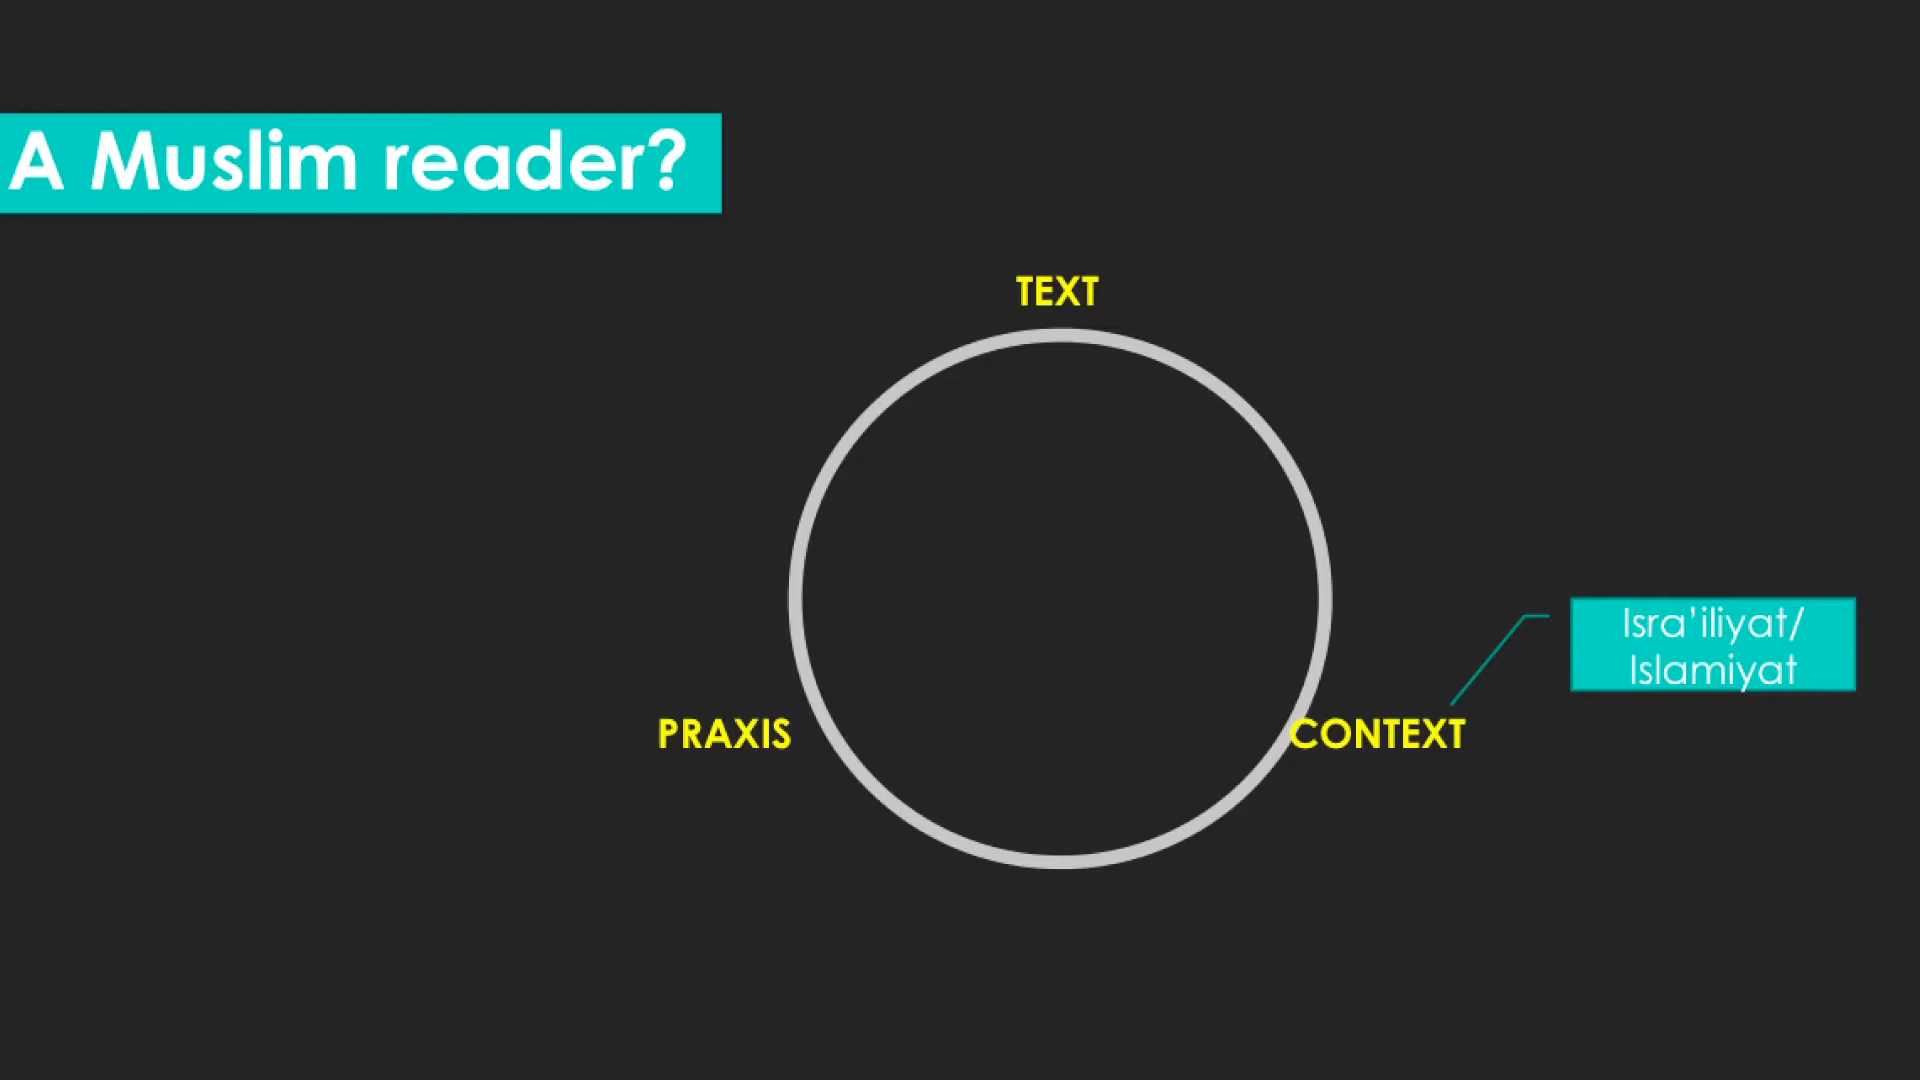 A Muslim reader?
TEXT
Isra’iliyat/
Islamiyat
PRAXIS
CONTEXT